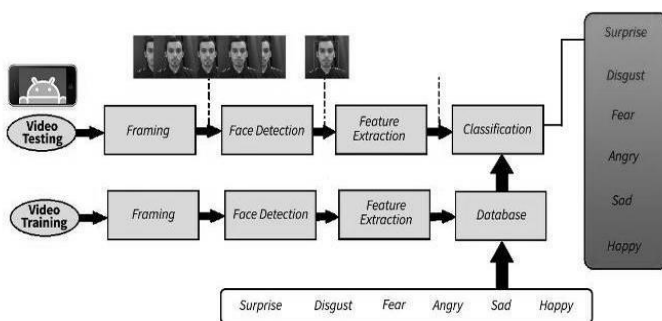 Surprise
Disgust
Fear
Angry
Sad
Happy
Video
Testing
Framing
Face Detection
Feature
Extraction
Classification
Video
Training
Framing
Face Detection
Feature
Extraction
Database
Surprise Disgust Fear Angry Sad Happy